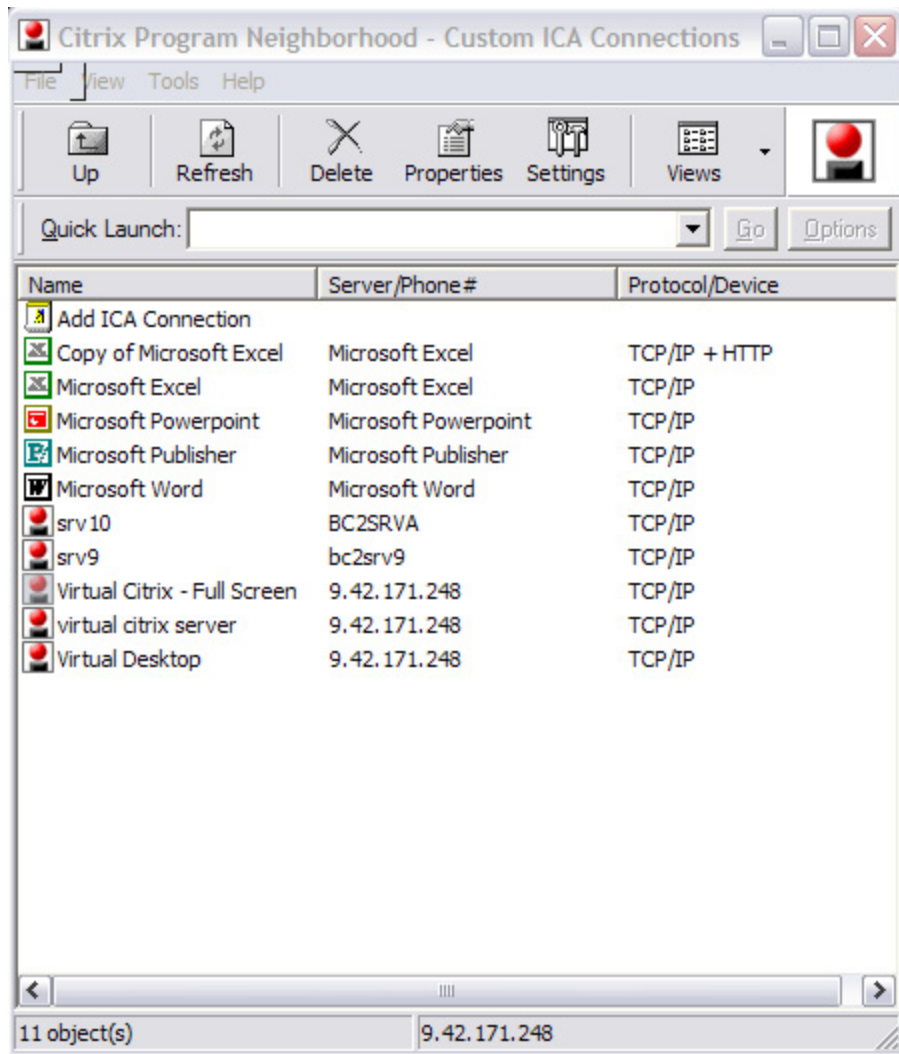 Citrix Program Neighborhood - Custom ICA Connections
File View Tools Help
Up Refresh Delete Properties Settings Views
Quick Launch: Go Options
Name Server/Phone# Protocol/Device
Add ICA Connection
Copy of Microsoft Excel Microsoft Excel TCP/IP + HTTP
Microsoft Excel Microsoft Excel TCP/IP
Microsoft Powerpoint Microsoft Powerpoint TCP/IP
Microsoft Publisher Microsoft Publisher TCP/IP
Microsoft Word Microsoft Word TCP/IP
srv10 BC2SRVA TCP/IP
srv9 bc2srv9 TCP/IP
Virtual Citrix - Full Screen 9.42.171.248 TCP/IP
virtual citrix server 9.42.171.248 TCP/IP
Virtual Desktop 9.42.171.248 TCP/IP
11 object(s) 9.42.171.248